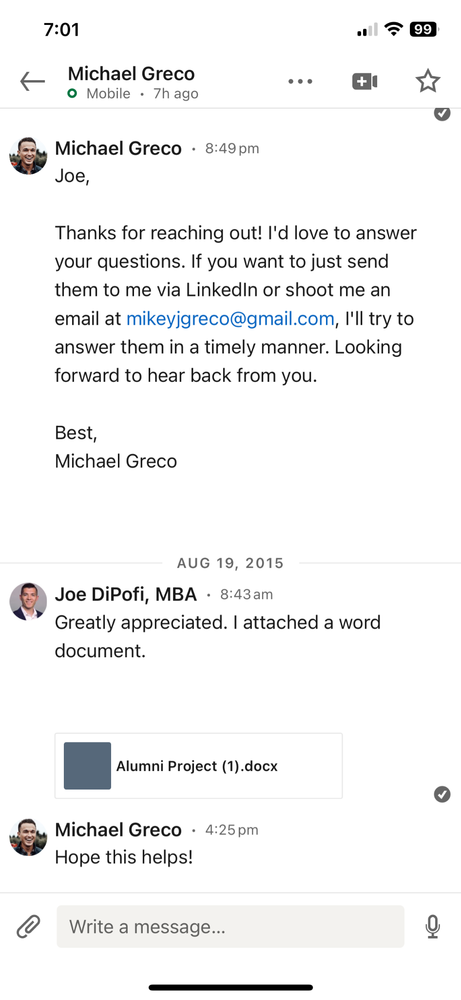 7:01
99
Michael Greco
Mobile • 7h ago
Michael Greco • 8:49 pm
Joe,
Thanks for reaching out! I'd love to answer
your questions. If you want to just send
them to me via LinkedIn or shoot me an
email at mikeyjgreco@gmail.com, I'll try to
answer them in a timely manner. Looking
forward to hear back from you.
Best,
Michael Greco
AUG 19, 2015
Joe DiPofi, MBA • 8:43 am
Greatly appreciated. I attached a word
document.
Alumni Project (1).docx
Michael Greco • 4:25 pm
Hope this helps!
Write a message...